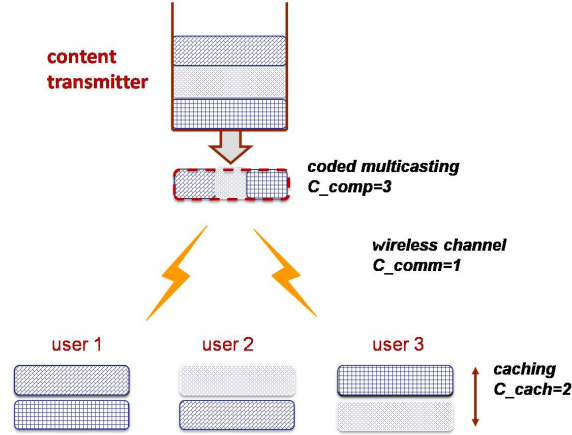 content
transmitter
coded multicasting
C_comp=3
wireless channel
C_comm=1
user 1
user 2
user 3
caching
C_cach=2